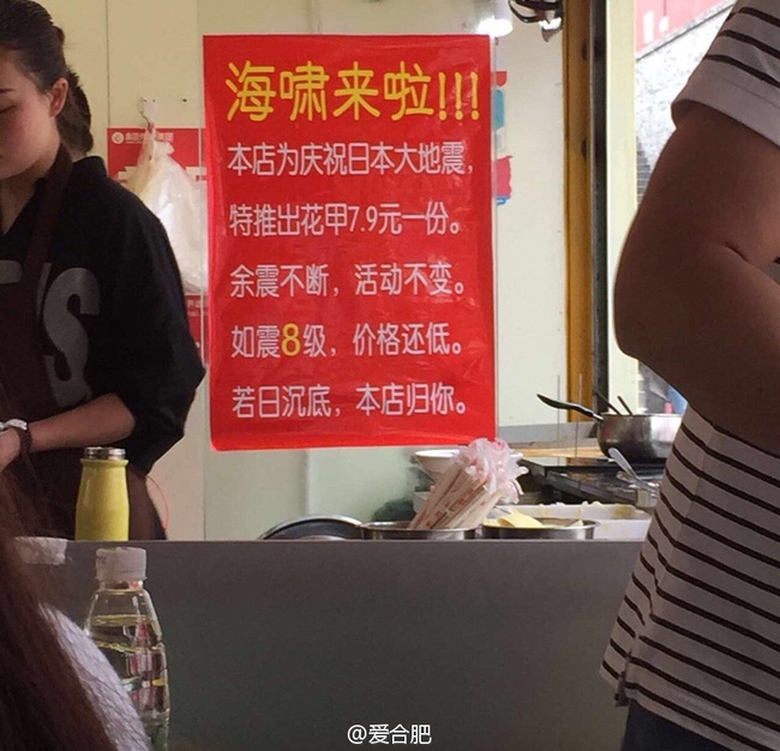 海啸来啦!!!
本店为庆祝日本大地震,
特推出花甲7.9元一份。
余震不断，活动不变。
如震8级，价格还低。
若日沉底，本店归你。
@爱合肥